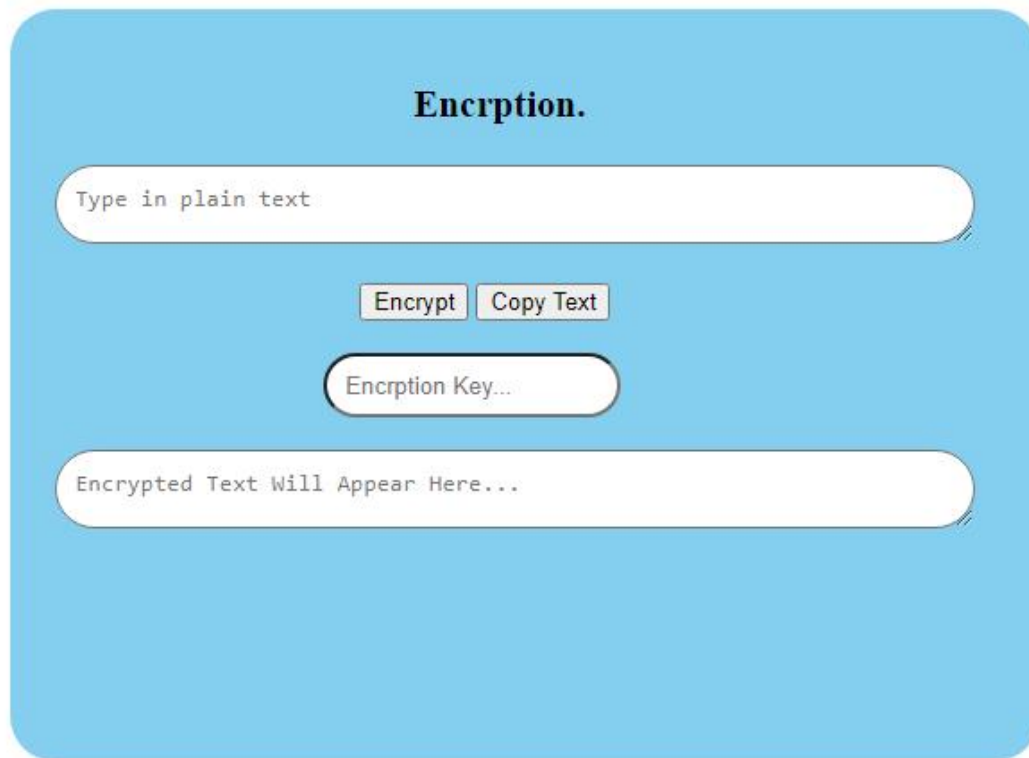 Encrption.
Type in plain text
Encrypt Copy Text
Encrption Key...
Encrypted Text Will Appear Here...